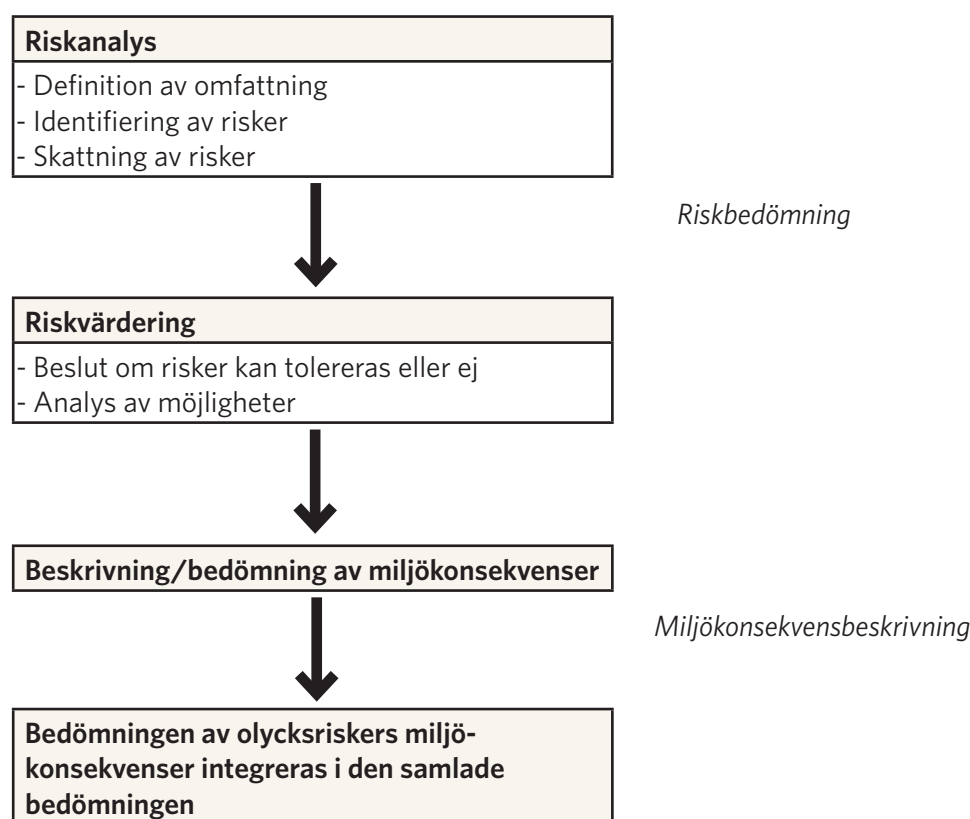 Riskanalys
- Definition av omfattning
- Identifiering av risker
- Skattning av risker
Riskbedömning
Riskvärdering
- Beslut om risker kan tolereras eller ej
- Analys av möjligheter
Beskrivning/bedömning av miljökonsekvenser
Miljökonsekvensbeskrivning
Bedömningen av olycksriskers miljö-
konsekvenser integreras i den samlade
bedömningen